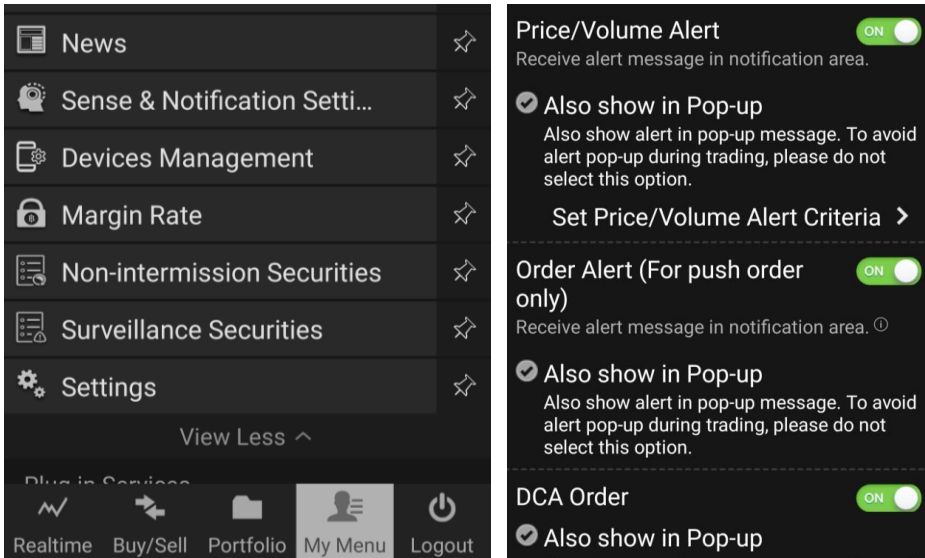 News
Sense & Notification Setti...
Devices Management
Margin Rate
Non-intermission Securities
Surveillance Securities
Settings
View Less
Plug in Services
Realtime
Buy/Sell
Portfolio
My Menu
Logout
Price/Volume Alert
ON
Receive alert message in notification area.
Also show in Pop-up
Also show alert in pop-up message. To avoid
alert pop-up during trading, please do not
select this option.
Set Price/Volume Alert Criteria
Order Alert (For push order
only)
ON
Receive alert message in notification area.
Also show in Pop-up
Also show alert in pop-up message. To avoid
alert pop-up during trading, please do not
select this option.
DCA Order
ON
Also show in Pop-up